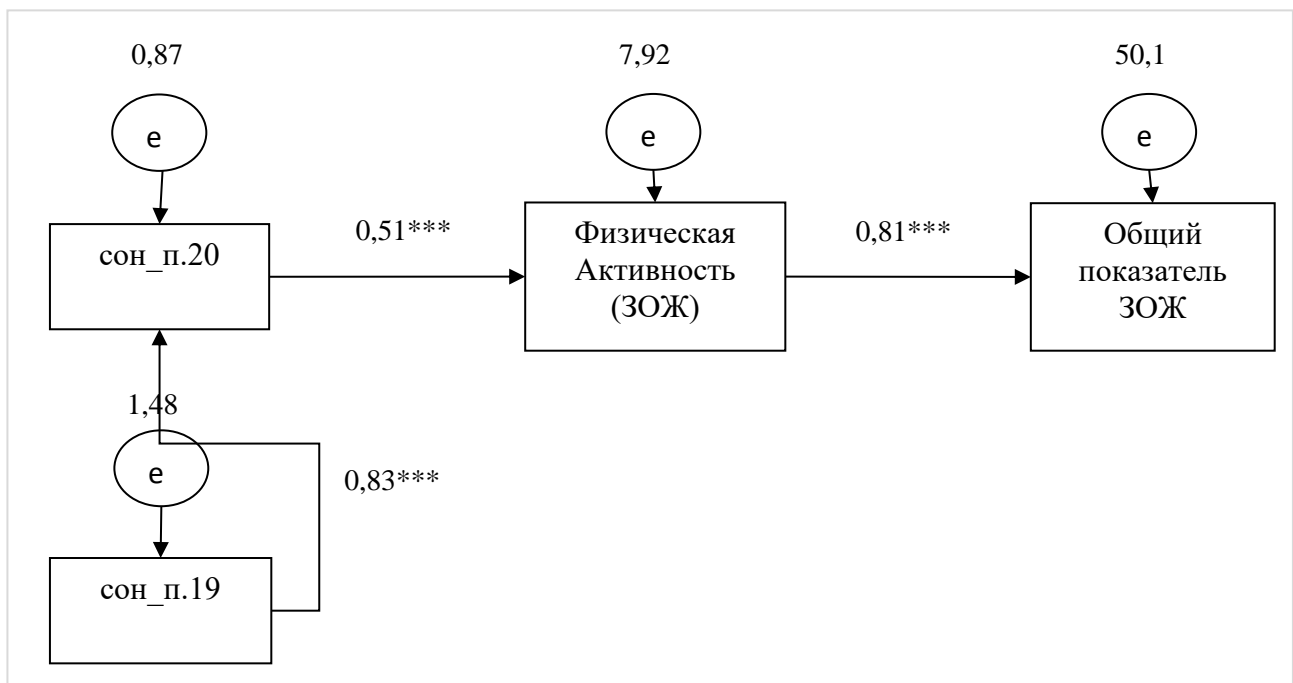 0,87
7,92
50,1
е
е
е
сон_п.20
0,51***
Физическая
Активность
(ЗОЖ)
0,81***
Общий
показатель
ЗОЖ
1,48
е
0,83***
сон_п.19